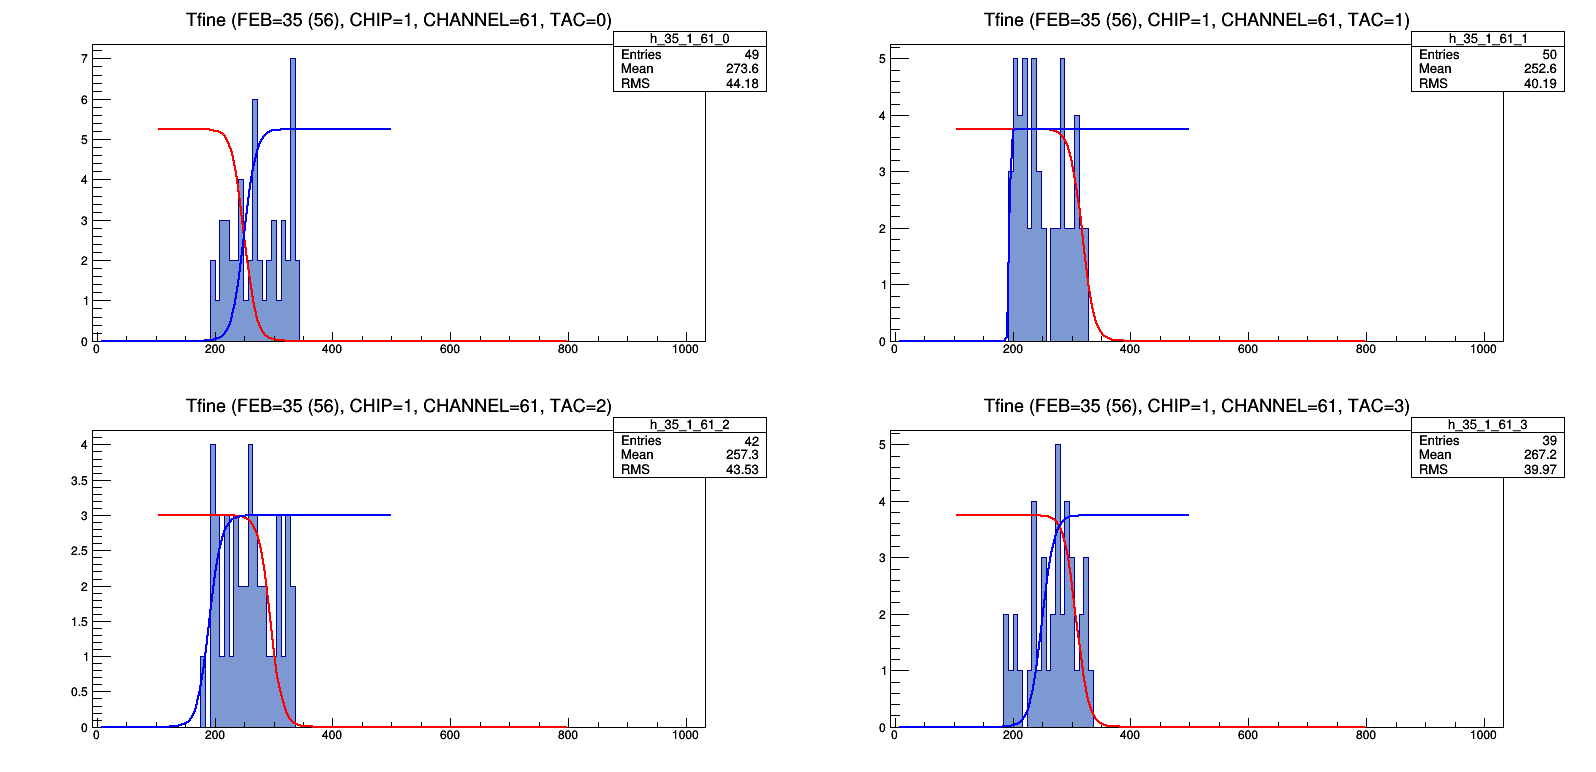 Tfine (FEB=35 (56), CHIP=1, CHANNEL=61, TAC=0)
h_35_1_61_0
Entries 49
Mean 273.6
RMS 44.18
7
6
5
4
3
2
1
0
0 200 400 600 800 1000
Tfine (FEB=35 (56), CHIP=1, CHANNEL=61, TAC=1)
h_35_1_61_1
Entries 50
Mean 252.6
RMS 40.19
5
4
3
2
1
0
0 200 400 600 800 1000
Tfine (FEB=35 (56), CHIP=1, CHANNEL=61, TAC=2)
h_35_1_61_2
Entries 42
Mean 257.3
RMS 43.53
4
3.5
3
2.5
2
1.5
1
0.5
0
0 200 400 600 800 1000
Tfine (FEB=35 (56), CHIP=1, CHANNEL=61, TAC=3)
h_35_1_61_3
Entries 39
Mean 267.2
RMS 39.97
5
4
3
2
1
0
0 200 400 600 800 1000